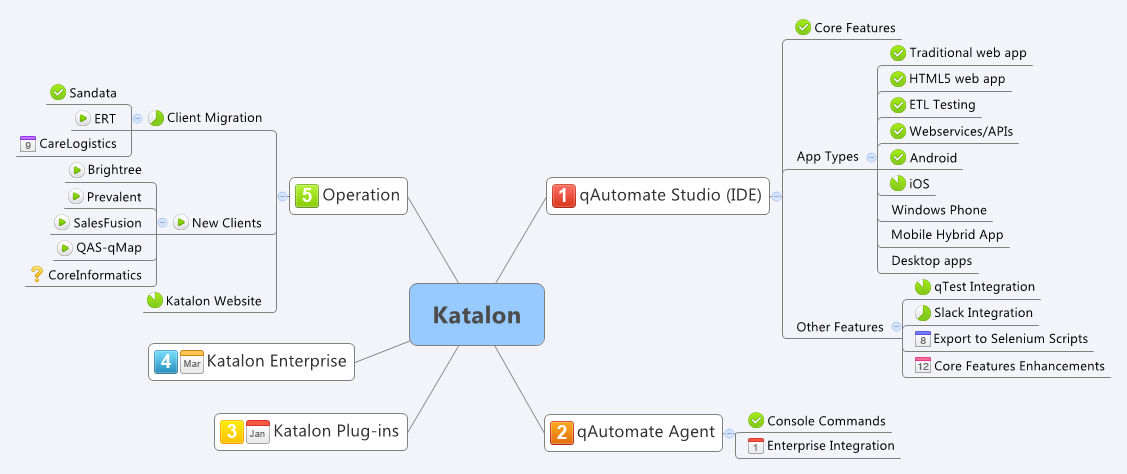 Katalon
1 qAutomate Studio (IDE)
Core Features
App Types
Traditional web app
HTML5 web app
ETL Testing
Webservices/APIs
Android
iOS
Windows Phone
Mobile Hybrid App
Desktop apps
Other Features
qTest Integration
Slack Integration
8 Export to Selenium Scripts
12 Core Features Enhancements
2 qAutomate Agent
Console Commands
1 Enterprise Integration
3 Jan Katalon Plug-ins
4 Mar Katalon Enterprise
5 Operation
Client Migration
Sandata
ERT
9 CareLogistics
New Clients
Brightree
Prevalent
SalesFusion
QAS-qMap
? CoreInformatics
Katalon Website